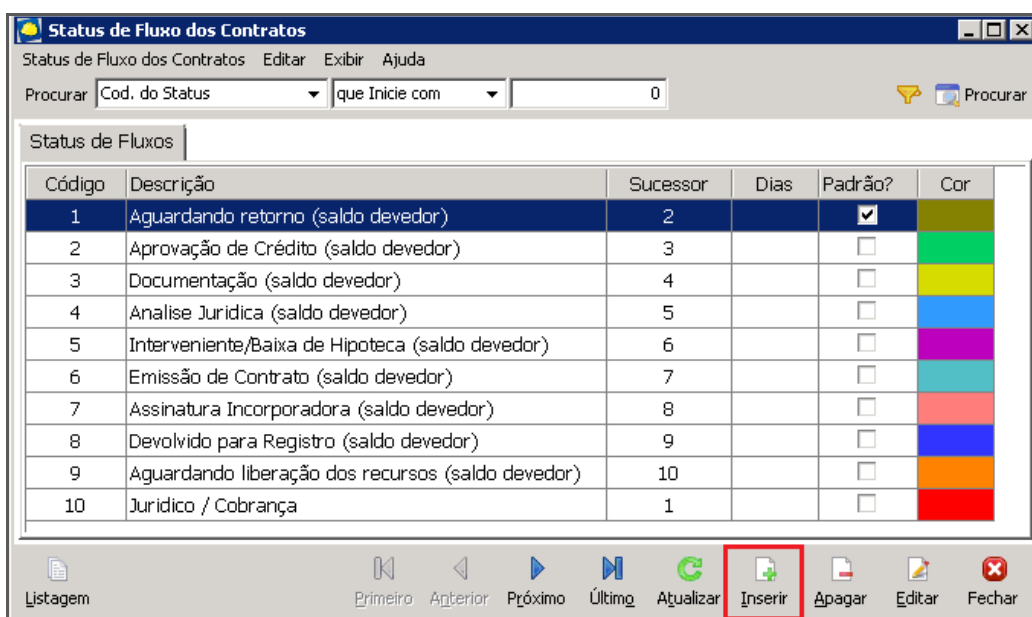 Status de Fluxo dos Contratos
Status de Fluxo dos Contratos Editar Exibir Ajuda
Procurar Cod. do Status que Inicie com 0 Procurar
Status de Fluxos
Código Descrição Sucessor Dias Padrão? Cor
1 Aguardando retorno (saldo devedor) 2
2 Aprovação de Crédito (saldo devedor) 3
3 Documentação (saldo devedor) 4
4 Analise Juridica (saldo devedor) 5
5 Interveniente/Baixa de Hipoteca (saldo devedor) 6
6 Emissão de Contrato (saldo devedor) 7
7 Assinatura Incorporadora (saldo devedor) 8
8 Devolvido para Registro (saldo devedor) 9
9 Aguardando liberação dos recursos (saldo devedor) 10
10 Juridico / Cobrança 1
Listagem Primeiro Anterior Próximo Último Atualizar Inserir Apagar Editar Fechar